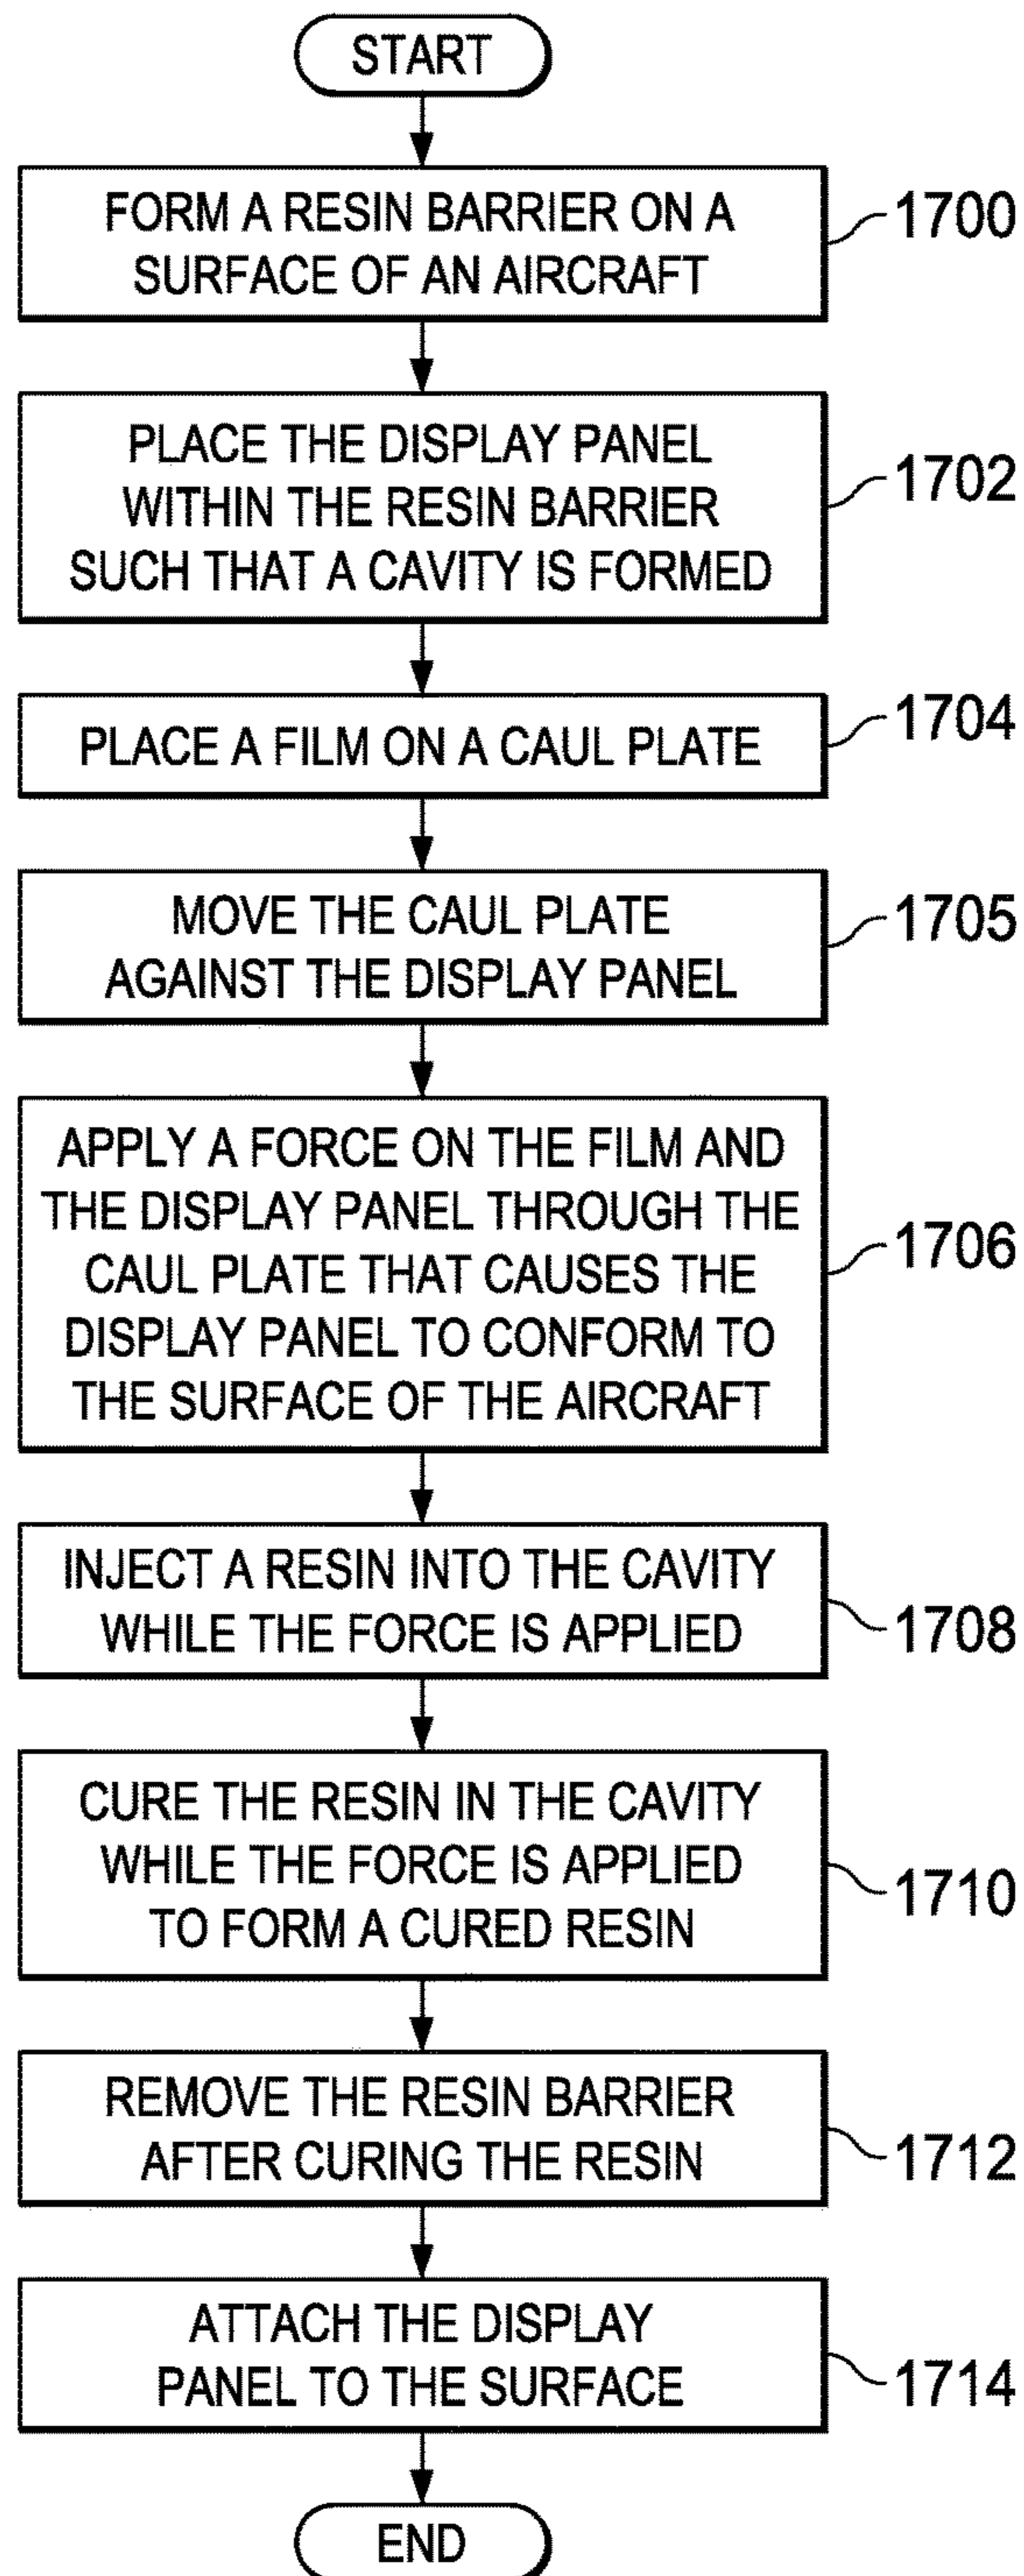 START
FORM A RESIN BARRIER ON A
SURFACE OF AN AIRCRAFT
1700
PLACE THE DISPLAY PANEL
WITHIN THE RESIN BARRIER
SUCH THAT A CAVITY IS FORMED
1702
PLACE A FILM ON A CAUL PLATE
1704
MOVE THE CAUL PLATE
AGAINST THE DISPLAY PANEL
1705
APPLY A FORCE ON THE FILM AND
THE DISPLAY PANEL THROUGH THE
CAUL PLATE THAT CAUSES THE
DISPLAY PANEL TO CONFORM TO
THE SURFACE OF THE AIRCRAFT
1706
INJECT A RESIN INTO THE CAVITY
WHILE THE FORCE IS APPLIED
1708
CURE THE RESIN IN THE CAVITY
WHILE THE FORCE IS APPLIED
TO FORM A CURED RESIN
1710
REMOVE THE RESIN BARRIER
AFTER CURING THE RESIN
1712
ATTACH THE DISPLAY
PANEL TO THE SURFACE
1714
END